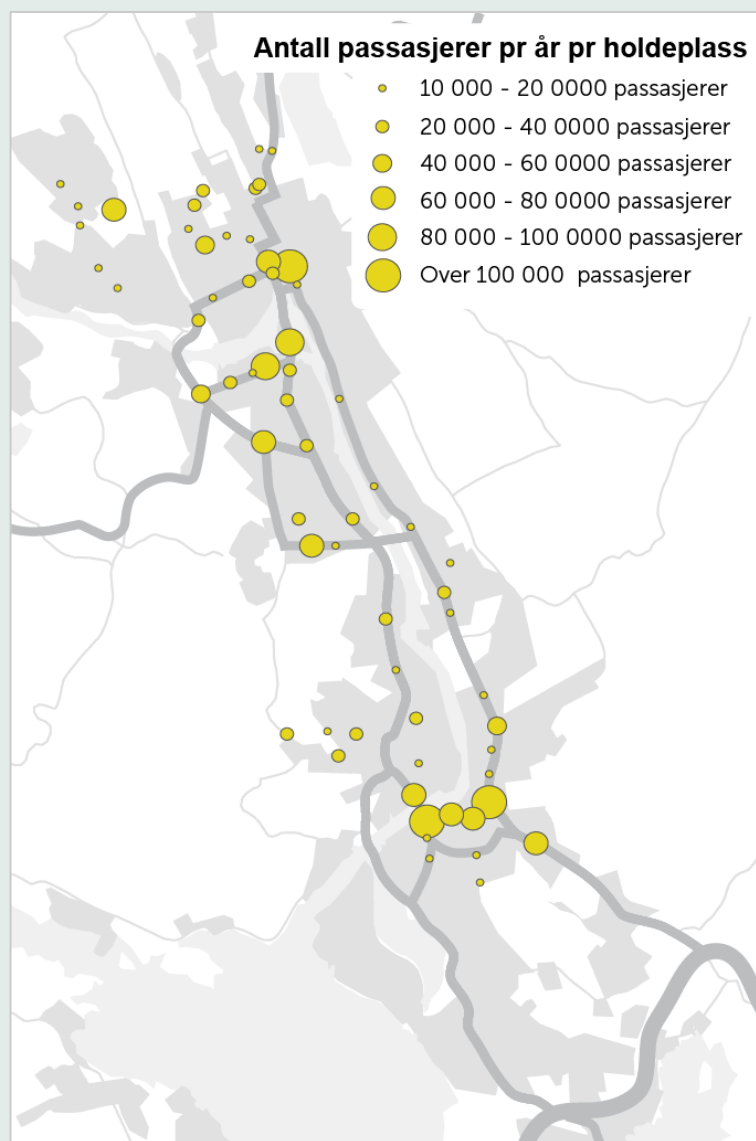 Antall passasjerer pr år pr holdeplass
10 000 - 20 0000 passasjerer
20 000 - 40 0000 passasjerer
40 000 - 60 0000 passasjerer
60 000 - 80 0000 passasjerer
80 000 - 100 0000 passasjerer
Over 100 000 passasjerer